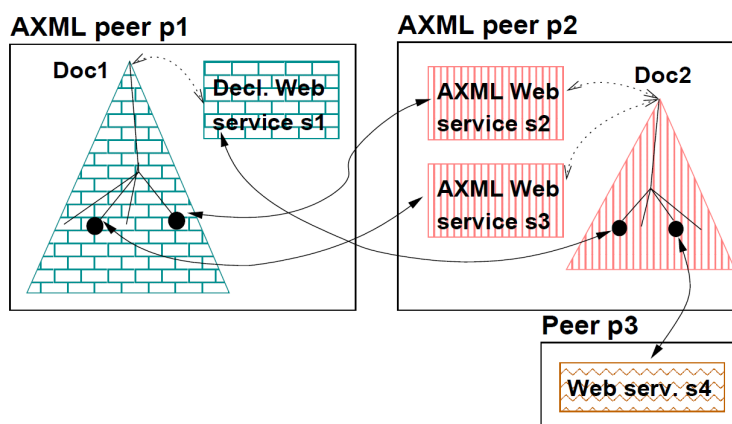 AXML peer p1
Doc1
Decl. Web
service s1
AXML peer p2
AXML Web
service s2
Doc2
AXML Web
service s3
Peer p3
Web serv. s4